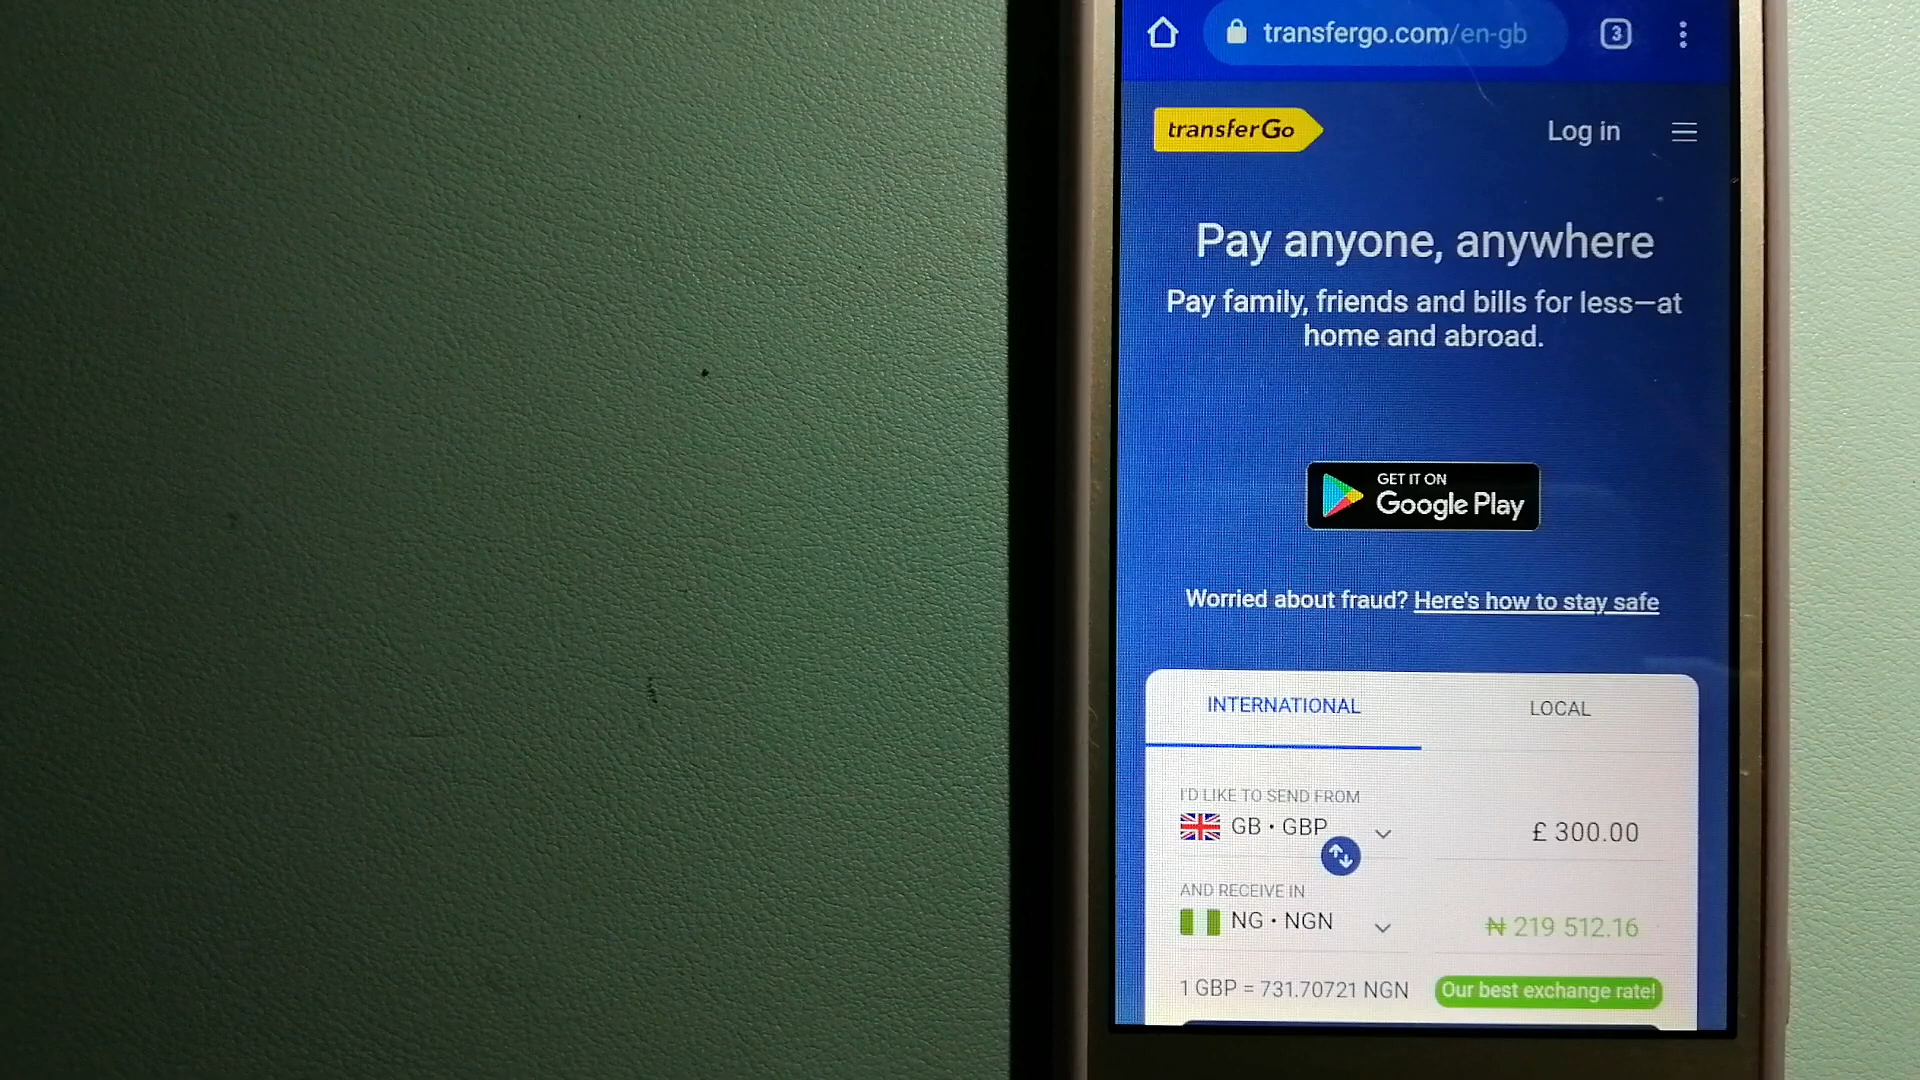 3
transfergo.com/en-gb
transferGo
Log in
Pay anyone, anywhere
Pay family, friends and bills for less—at
home and abroad.
GET IT ON
Google Play
Worried about fraud? Here's how to stay safe
INTERNATIONAL
LOCAL
I'D LIKE TO SEND FROM
GB • GBP
£ 300.00
AND RECEIVE IN
NG • NGN
₦ 219 512.16
1 GBP = 731.70721 NGN
Our best exchange rate!